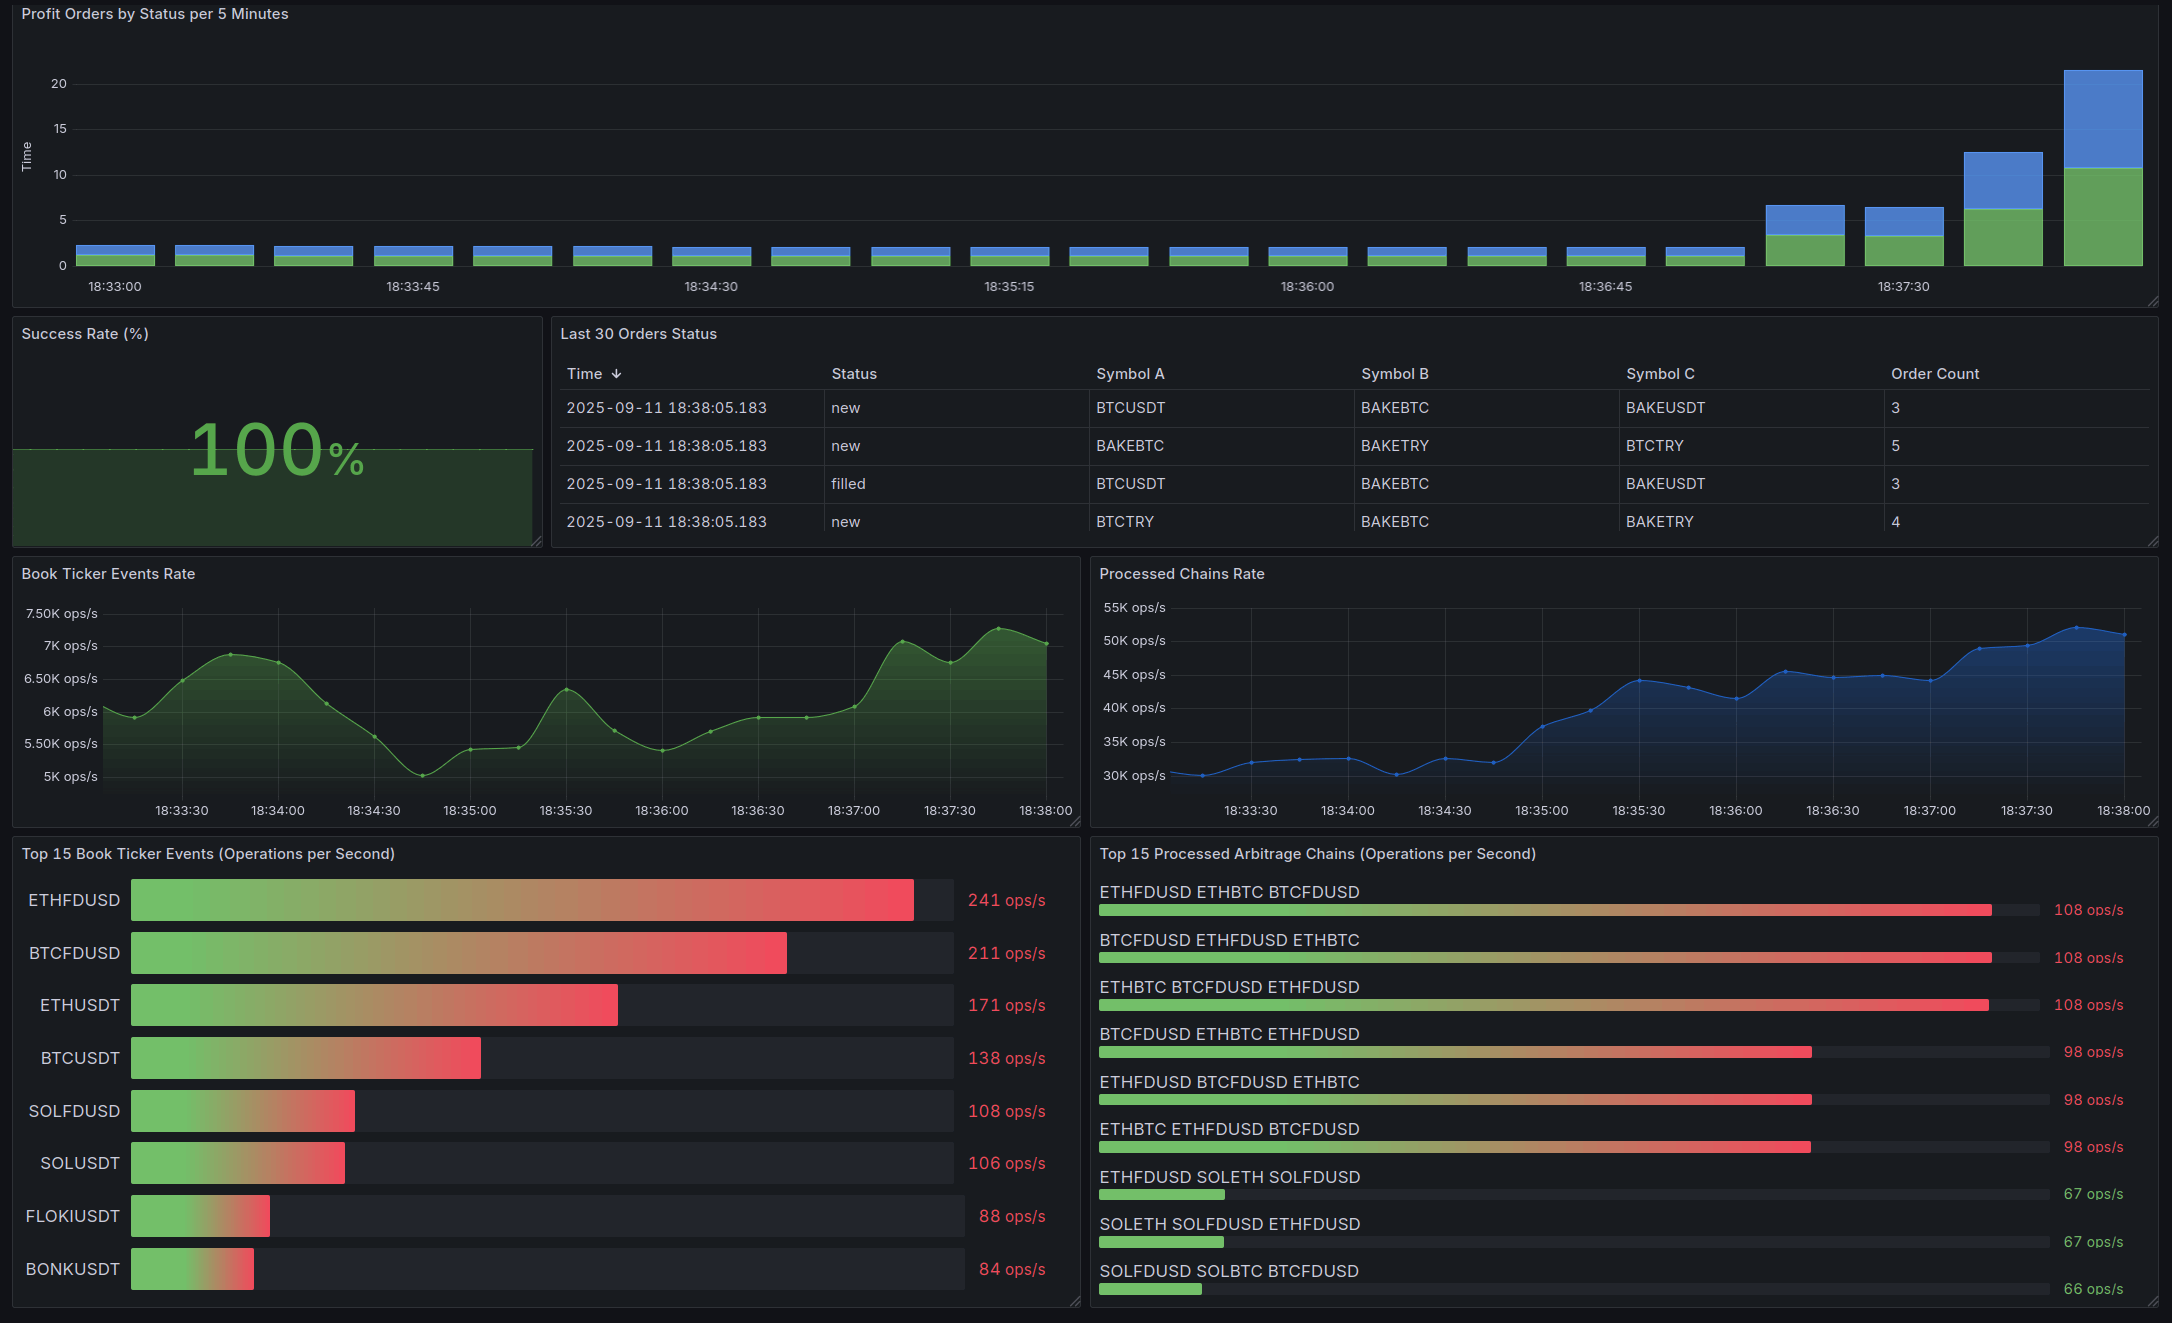 Profit Orders by Status per 5 Minutes
20
15
10
5
0
Time
18:33:00 18:33:45 18:34:30 18:35:15 18:36:00 18:36:45 18:37:30
Success Rate (%)
100%
Last 30 Orders Status
Time ↓ Status Symbol A Symbol B Symbol C Order Count
2025-09-11 18:38:05.183 new BTCUSDT BAKEBTC BAKEUSDT 3
2025-09-11 18:38:05.183 new BAKEBTC BAKETRY BTCTRY 5
2025-09-11 18:38:05.183 filled BTCUSDT BAKEBTC BAKEUSDT 3
2025-09-11 18:38:05.183 new BTCTRY BAKEBTC BAKETRY 4
Book Ticker Events Rate
7.50K ops/s
7K ops/s
6.50K ops/s
6K ops/s
5.50K ops/s
5K ops/s
18:33:30 18:34:00 18:34:30 18:35:00 18:35:30 18:36:00 18:36:30 18:37:00 18:37:30 18:38:00
Processed Chains Rate
55K ops/s
50K ops/s
45K ops/s
40K ops/s
35K ops/s
30K ops/s
18:33:30 18:34:00 18:34:30 18:35:00 18:35:30 18:36:00 18:36:30 18:37:00 18:37:30 18:38:00
Top 15 Book Ticker Events (Operations per Second)
ETHFDUSD 241 ops/s
BTCFDUSD 211 ops/s
ETHUSDT 171 ops/s
BTCUSDT 138 ops/s
SOLFDUSD 108 ops/s
SOLUSDT 106 ops/s
FLOKIUSDT 88 ops/s
BONKUSDT 84 ops/s
Top 15 Processed Arbitrage Chains (Operations per Second)
ETHFDUSD ETHBTC BTCFDUSD
108 ops/s
BTCFDUSD ETHFDUSD ETHBTC
108 ops/s
ETHBTC BTCFDUSD ETHFDUSD
108 ops/s
BTCFDUSD ETHBTC ETHFDUSD
98 ops/s
ETHFDUSD BTCFDUSD ETHBTC
98 ops/s
ETHBTC ETHFDUSD BTCFDUSD
98 ops/s
ETHFDUSD SOLETH SOLFDUSD
67 ops/s
SOLETH SOLFDUSD ETHFDUSD
67 ops/s
SOLFDUSD SOLBTC BTCFDUSD
66 ops/s